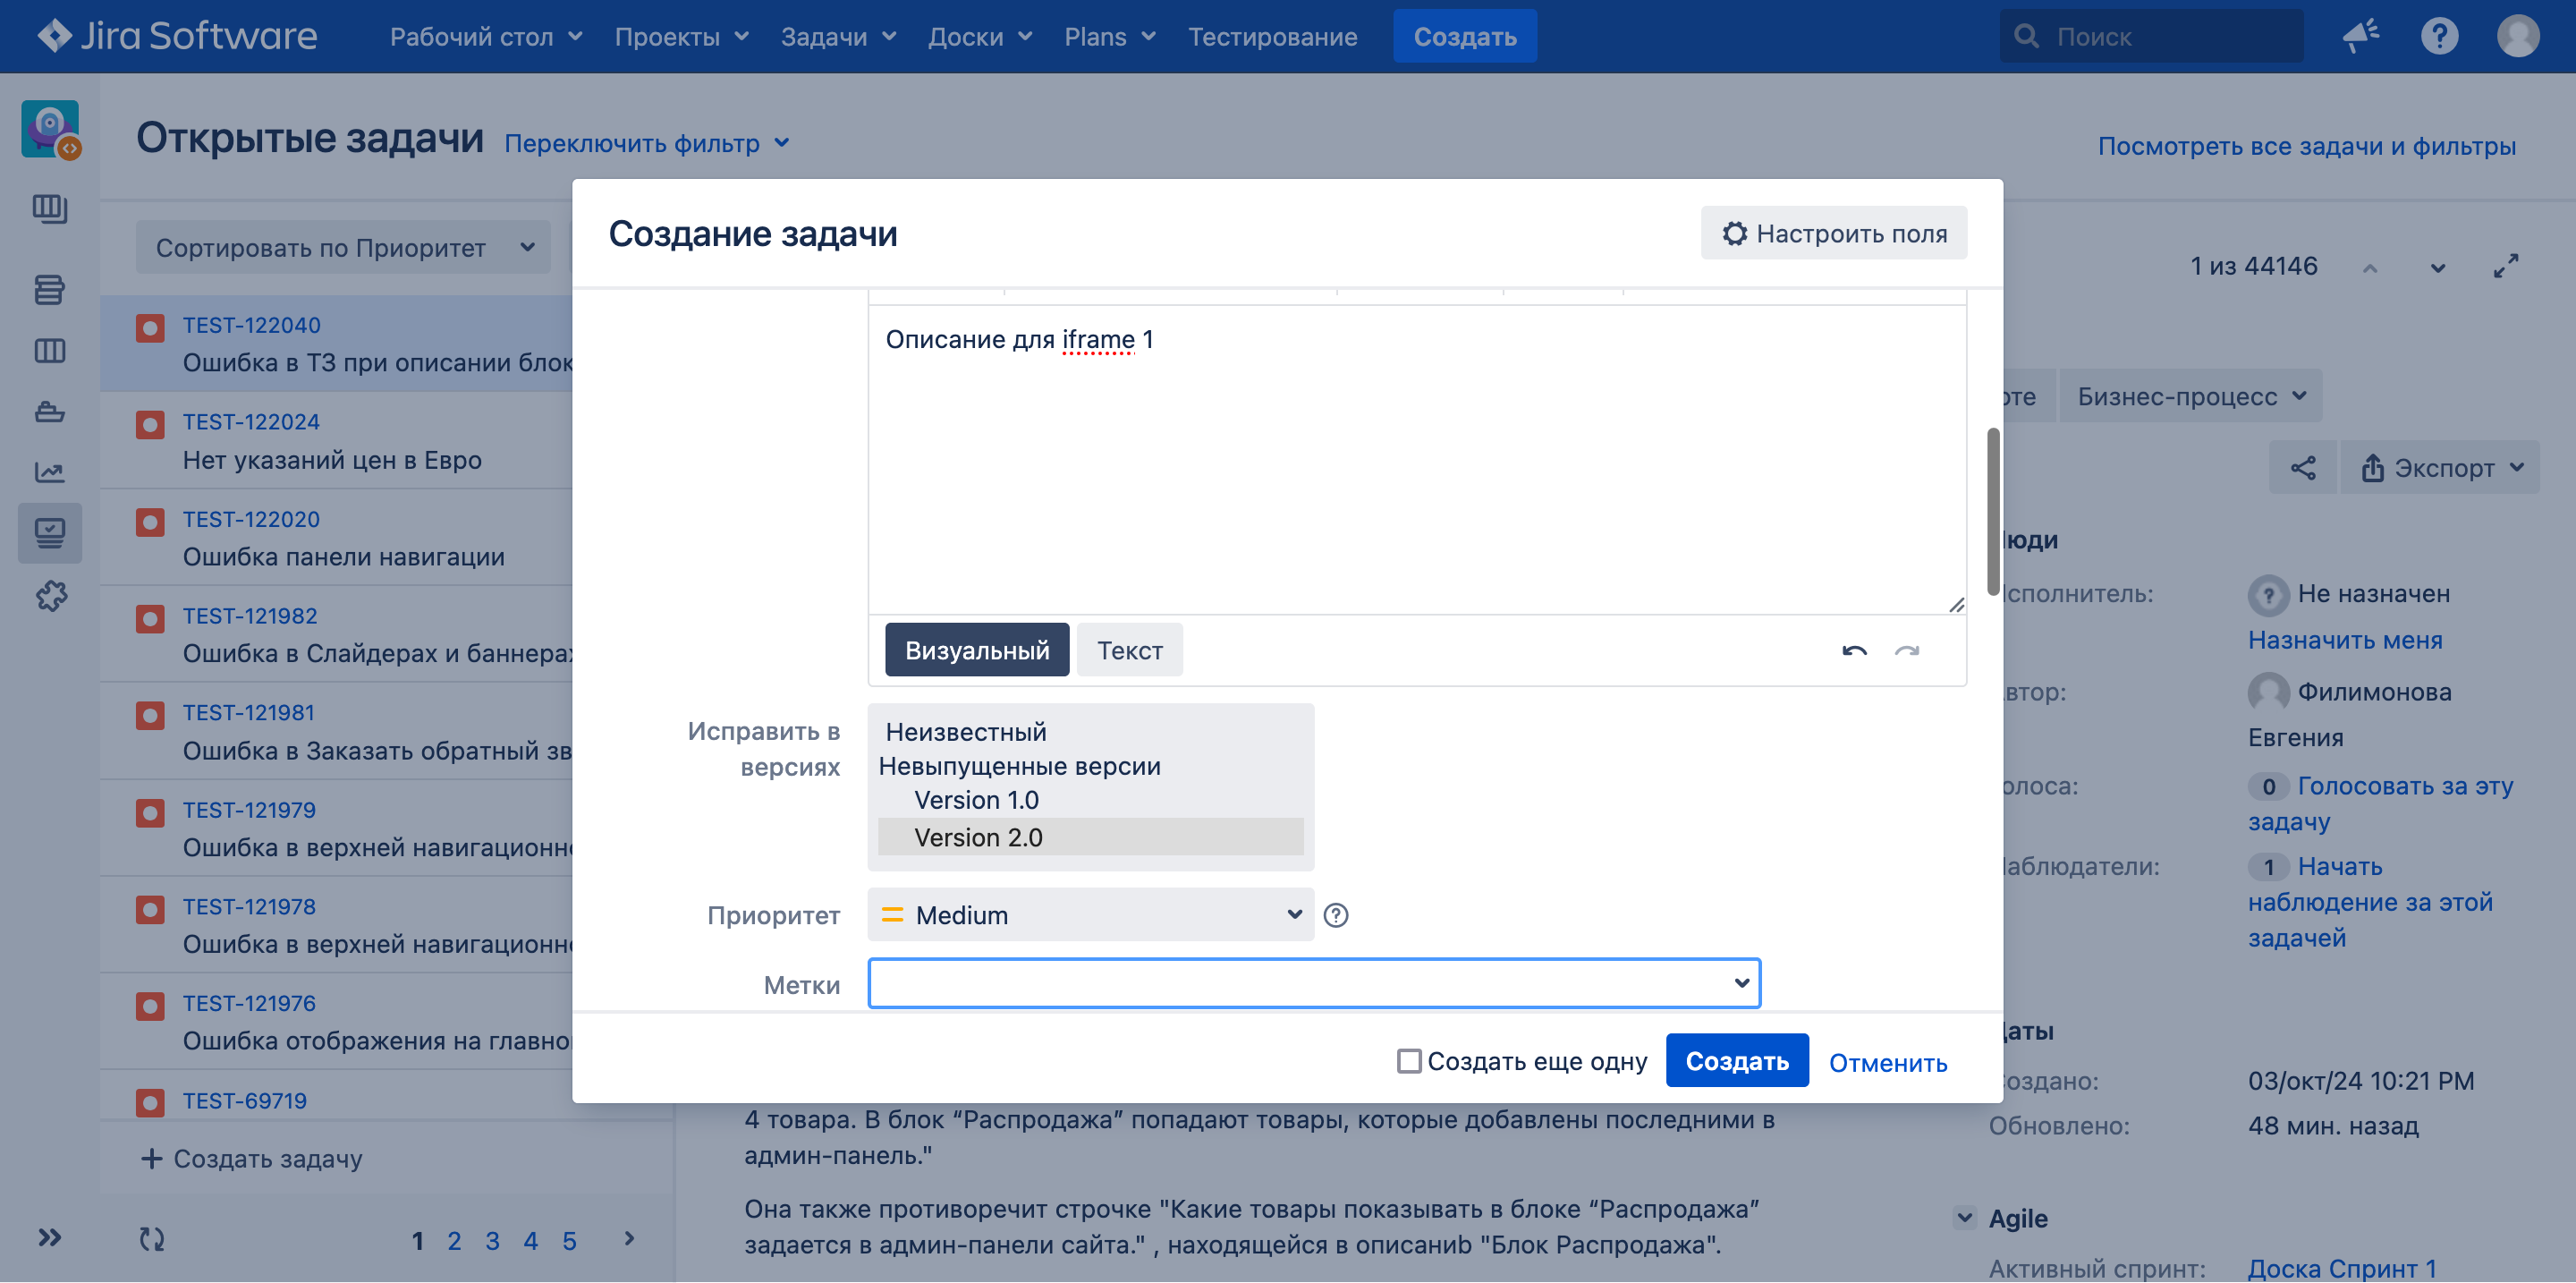 Jira Software
Рабочий стол
Проекты
Задачи
Доски
Plans
Тестирование
Создать
Поиск
Открытые задачи
Переключить фильтр
Посмотреть все задачи и фильтры
Сортировать по Приоритет
1 из 44146
TEST-122040
Ошибка в ТЗ при описании блок
TEST-122024
Нет указаний цен в Евро
TEST-122020
Ошибка панели навигации
TEST-121982
Ошибка в Слайдерах и баннерах
TEST-121981
Ошибка в Заказать обратный зв
TEST-121979
Ошибка в верхней навигационн
TEST-121978
Ошибка в верхней навигационн
TEST-121976
Ошибка отображения на главно
TEST-69719
Создать задачу
1 2 3 4 5
Создание задачи
Настроить поля
Описание для iframe 1
Визуальный
Текст
Исправить в
версиях
Неизвестный
Невыпущенные версии
Version 1.0
Version 2.0
Приоритет
Medium
Метки
Создать еще одну
Создать
Отменить
4 товара. В блок “Распродажа” попадают товары, которые добавлены последними в
админ-панель."
Она также противоречит строчке "Какие товары показывать в блоке “Распродажа”
задается в админ-панели сайта." , находящейся в описаниb "Блок Распродажа".
оте
Бизнес-процесс
Экспорт
юди
сполнитель:
Не назначен
Назначить меня
втор:
Филимонова
Евгения
олоса:
0 Голосовать за эту
задачу
аблюдатели:
1 Начать
наблюдение за этой
задачей
аты
оздано:
03/окт/24 10:21 PM
Обновлено:
48 мин. назад
Agile
Активный спринт:
Доска Спринт 1